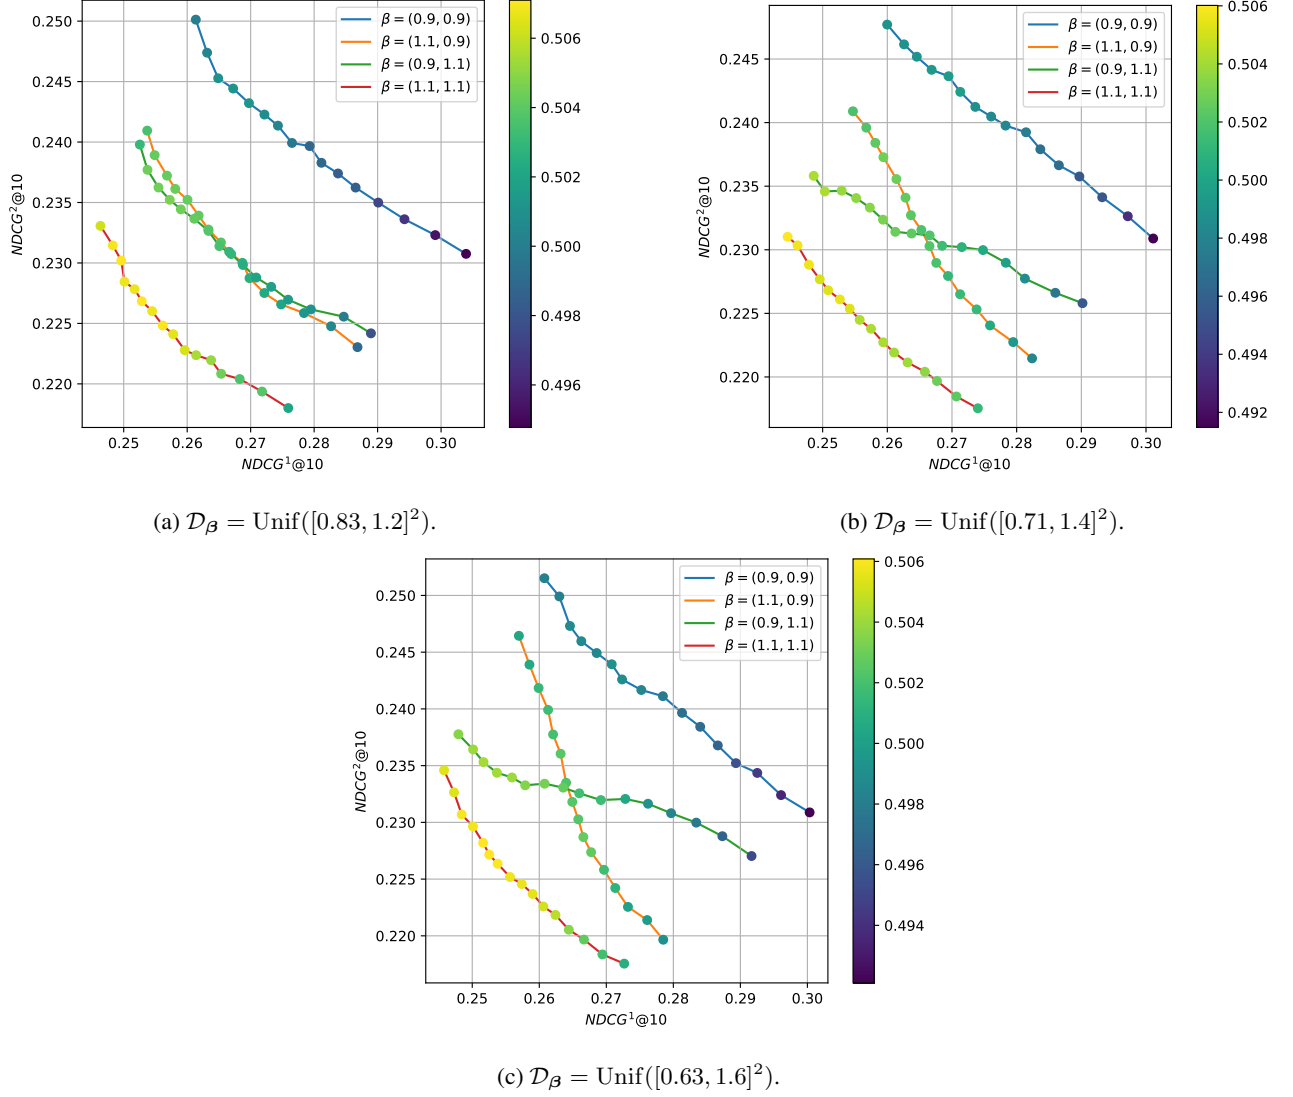 0.250
0.245
0.240
0.235
0.230
0.225
0.220
NDCG²@10
0.25 0.26 0.27 0.28 0.29 0.30
NDCG¹@10
β = (0.9, 0.9)
β = (1.1, 0.9)
β = (0.9, 1.1)
β = (1.1, 1.1)
0.506
0.504
0.502
0.500
0.498
0.496
(a) 𝒟_β = Unif([0.83, 1.2]²).
0.245
0.240
0.235
0.230
0.225
0.220
NDCG²@10
0.25 0.26 0.27 0.28 0.29 0.30
NDCG¹@10
β = (0.9, 0.9)
β = (1.1, 0.9)
β = (0.9, 1.1)
β = (1.1, 1.1)
0.506
0.504
0.502
0.500
0.498
0.496
0.494
0.492
(b) 𝒟_β = Unif([0.71, 1.4]²).
0.250
0.245
0.240
0.235
0.230
0.225
0.220
NDCG²@10
0.25 0.26 0.27 0.28 0.29 0.30
NDCG¹@10
β = (0.9, 0.9)
β = (1.1, 0.9)
β = (0.9, 1.1)
β = (1.1, 1.1)
0.506
0.504
0.502
0.500
0.498
0.496
0.494
(c) 𝒟_β = Unif([0.63, 1.6]²).